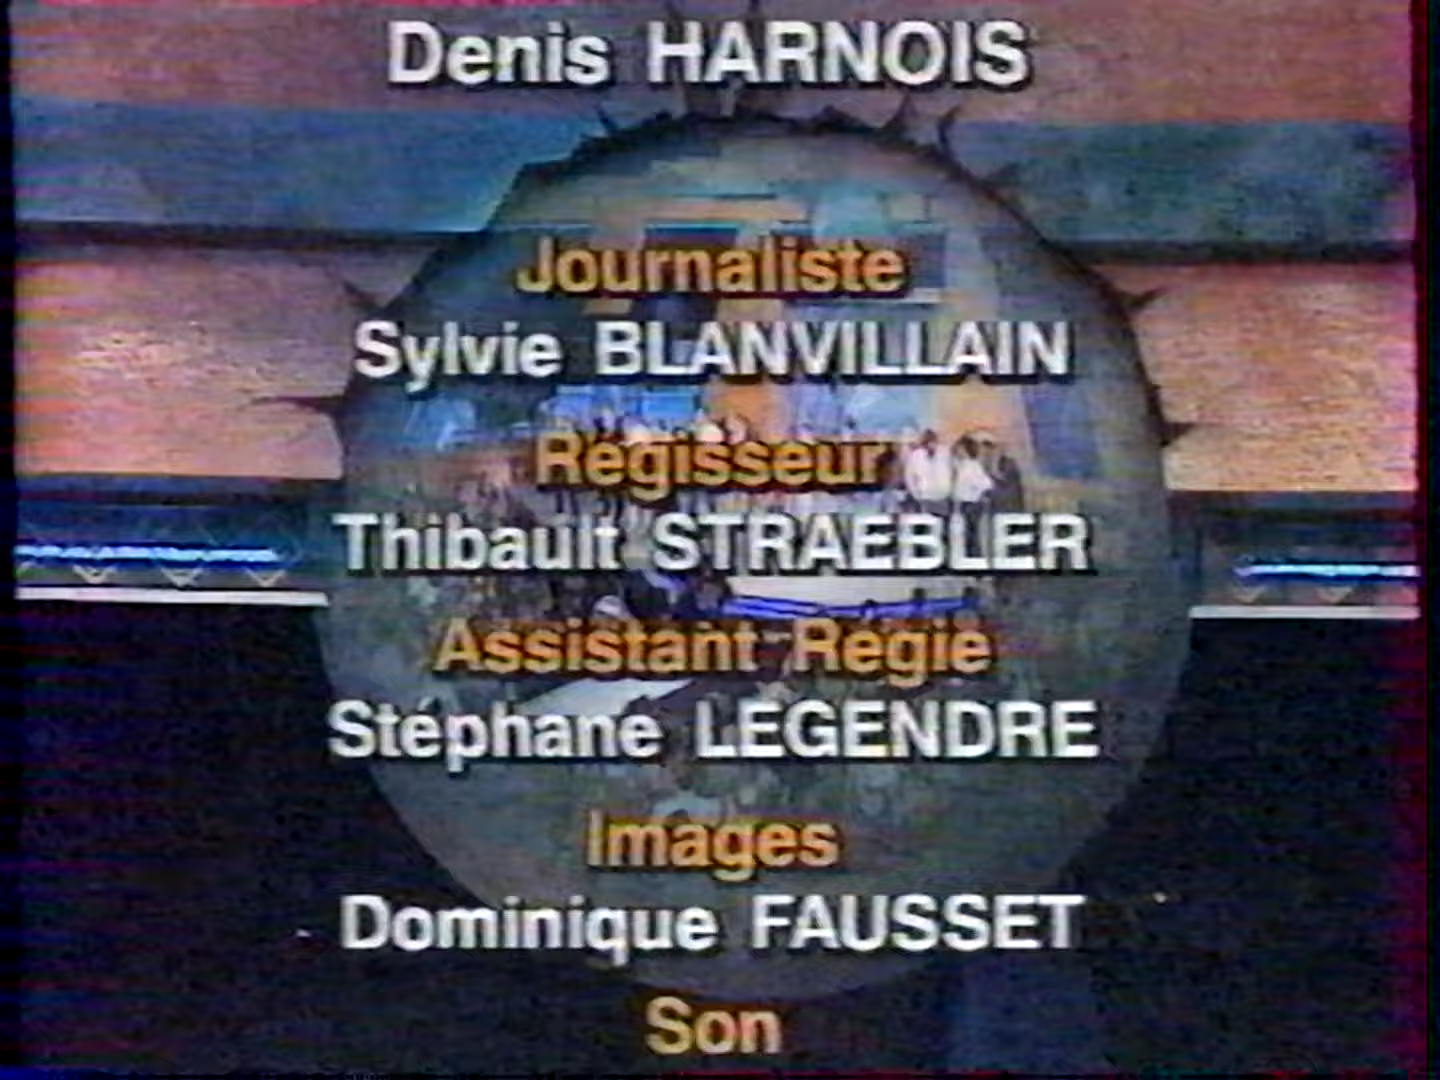 Denis HARNOIS
Journaliste
Sylvie BLANVILLAIN
Régisseur
Thibault STRAEBLER
Assistant Régie
Stéphane LEGENDRE
Images
Dominique FAUSSET
Son